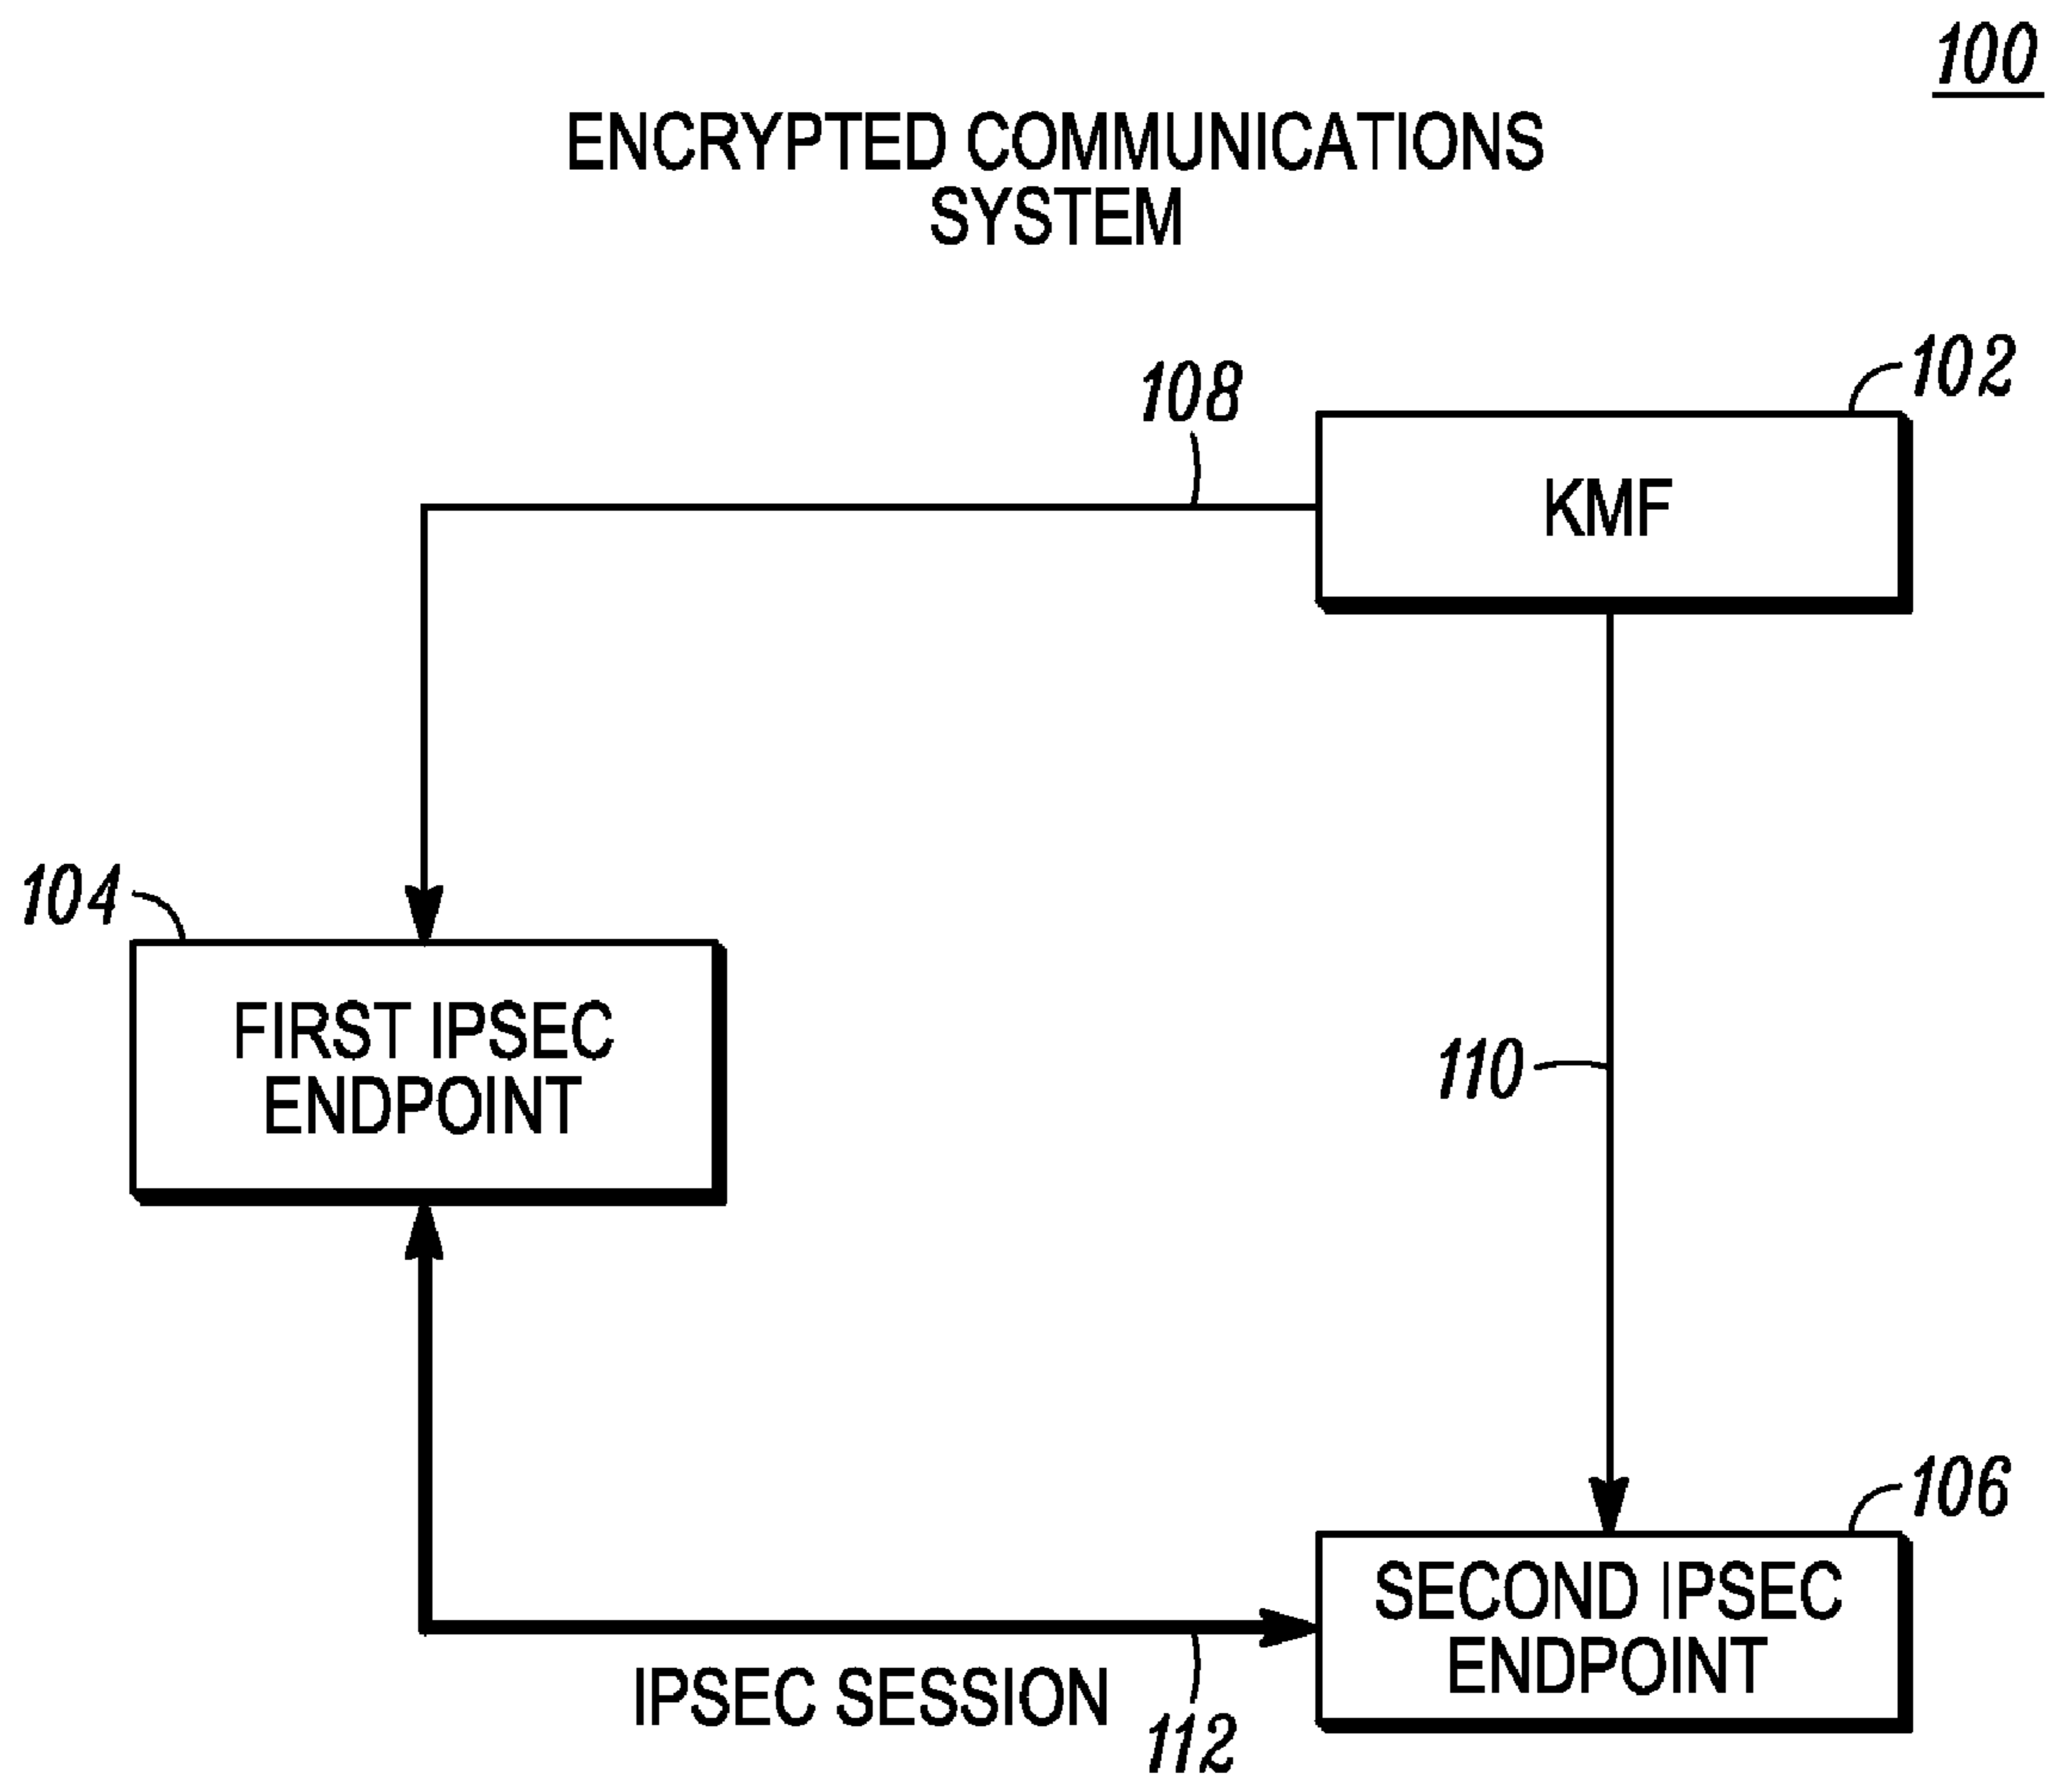 100
ENCRYPTED COMMUNICATIONS
SYSTEM
102
108
KMF
104
FIRST IPSEC
ENDPOINT
110
106
SECOND IPSEC
ENDPOINT
IPSEC SESSION
112